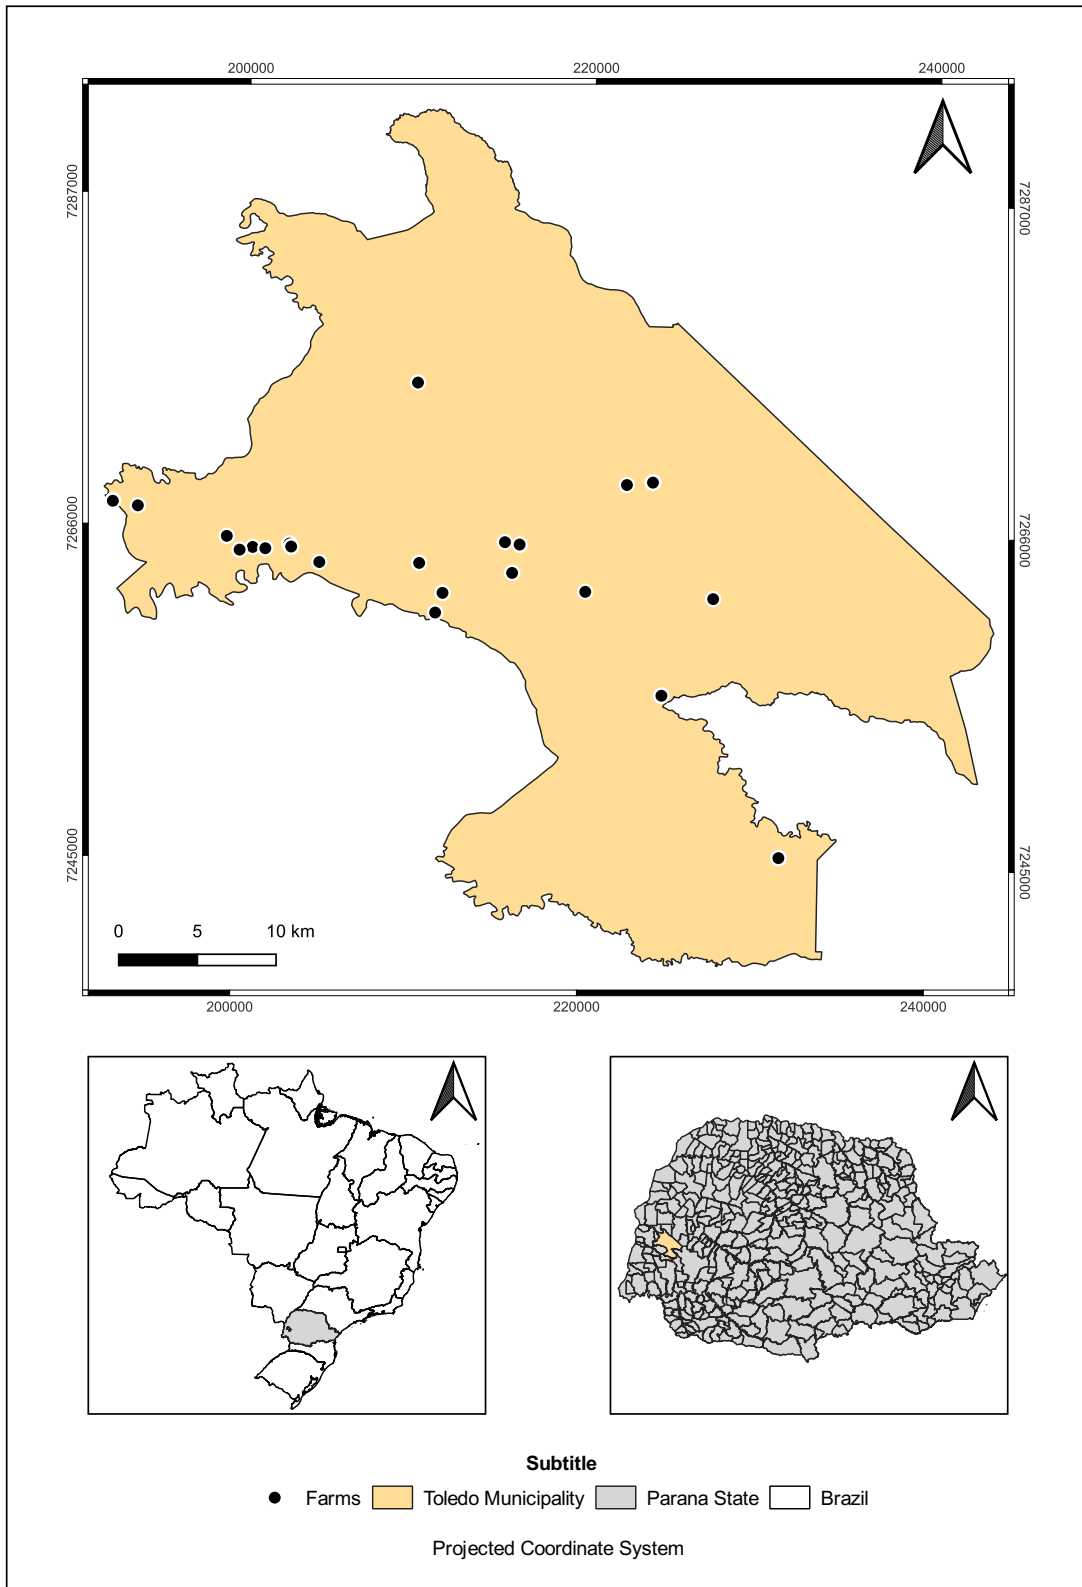 200000 220000 240000
7287000 7287000
7266000 7266000
7245000 7245000
0 5 10 km
200000 220000 240000
Subtitle
Farms Toledo Municipality Parana State Brazil
Projected Coordinate System